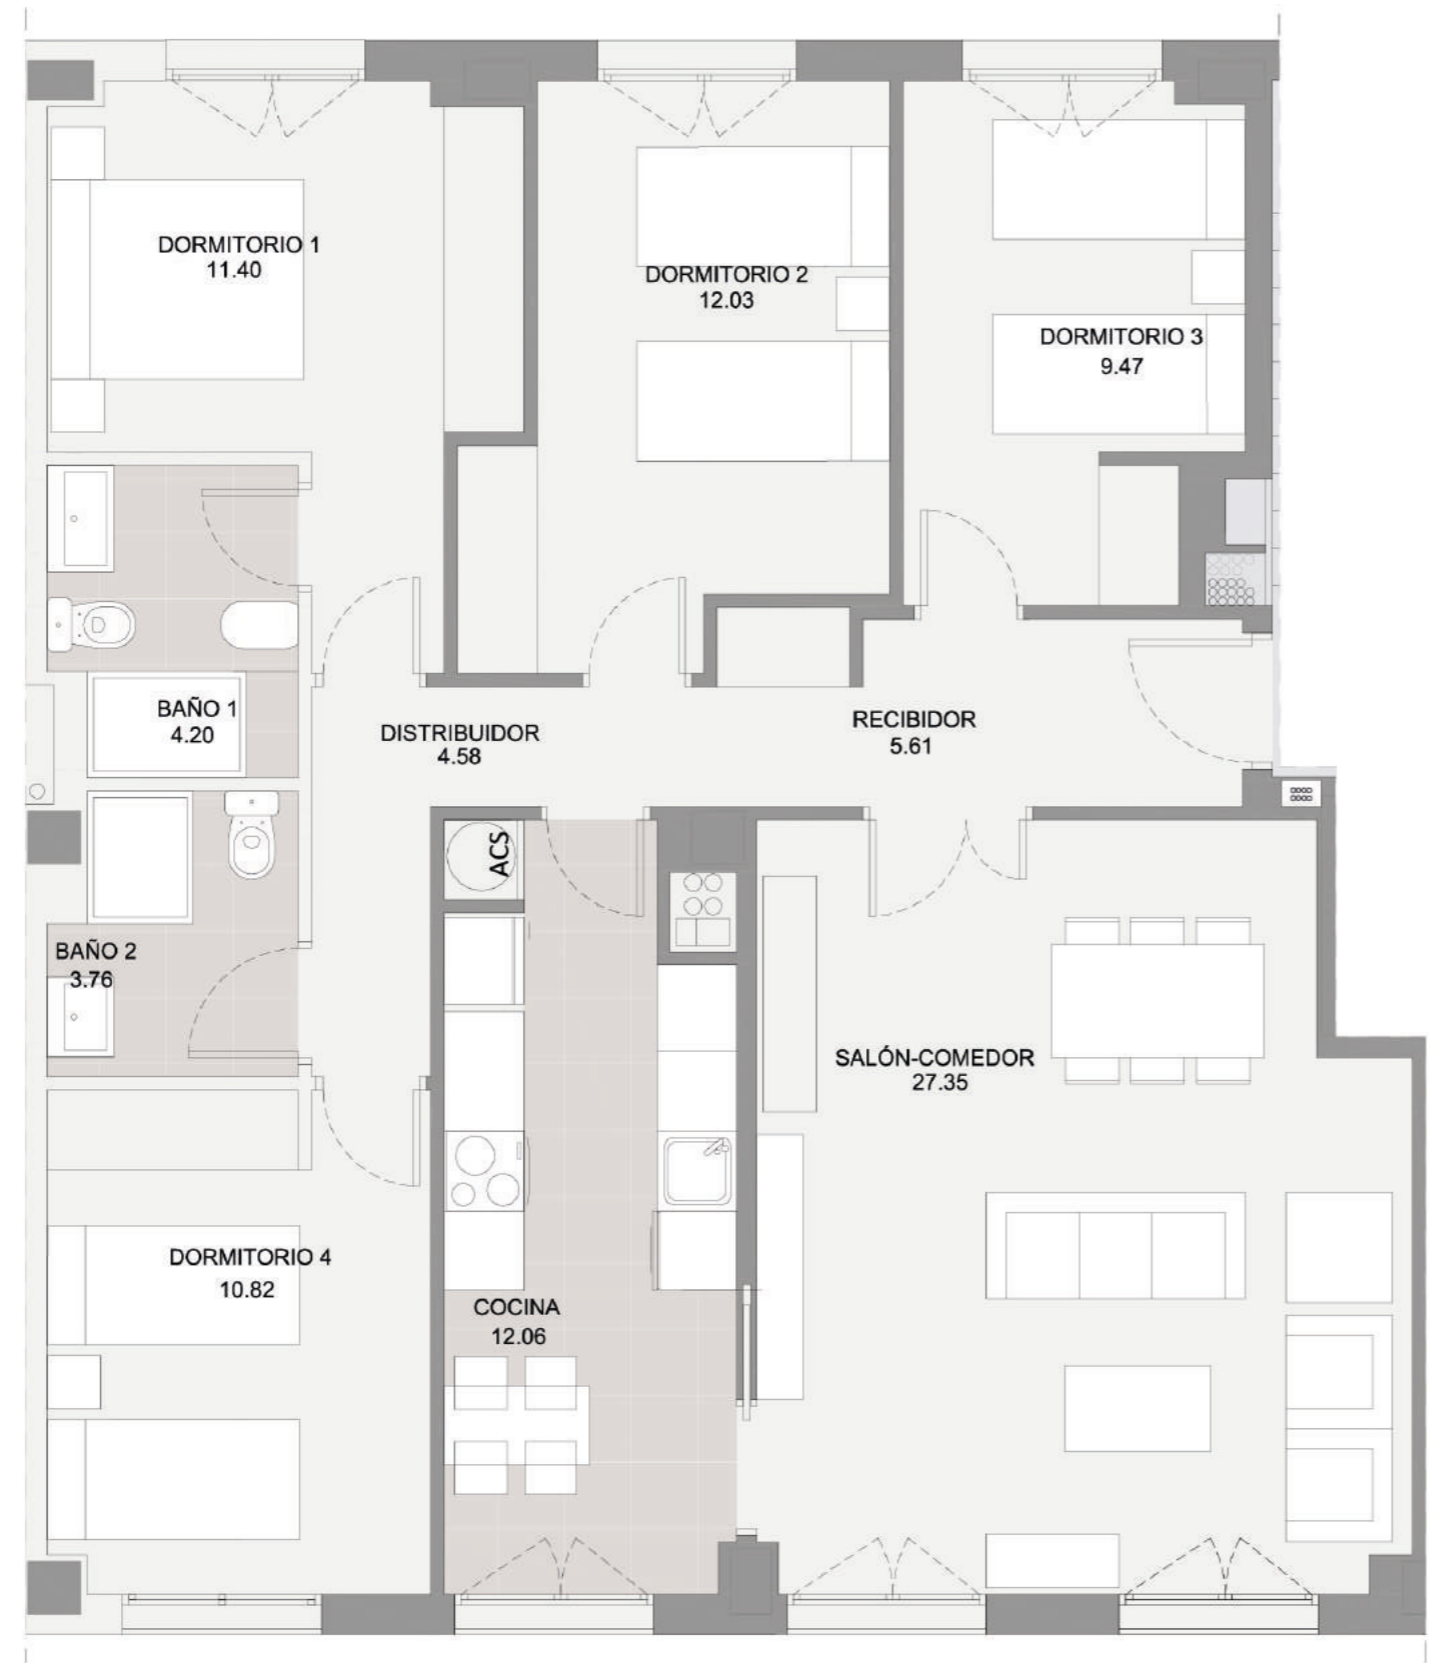 DORMITORIO 1
11.40
DORMITORIO 2
12.03
DORMITORIO 3
9.47
BAÑO 1
4.20
DISTRIBUIDOR
4.58
RECIBIDOR
5.61
ACS
BAÑO 2
3.76
SALÓN-COMEDOR
27.35
DORMITORIO 4
10.82
COCINA
12.06